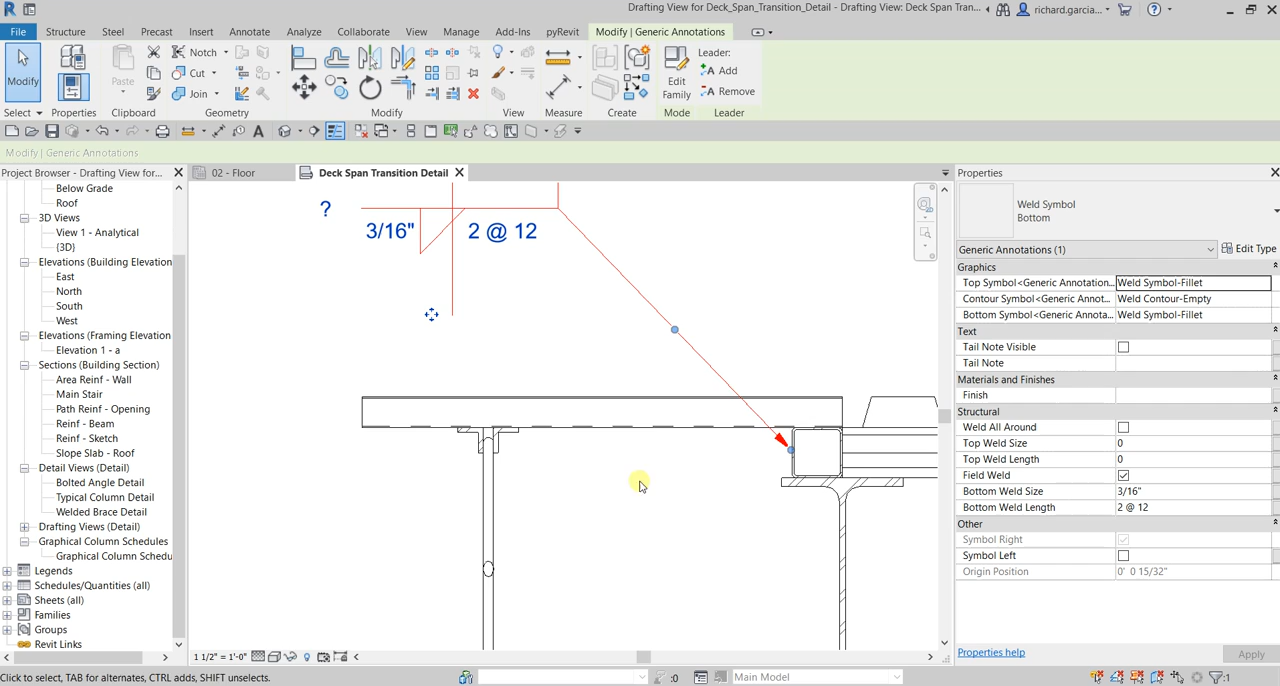 Drafting View for Deck_Span_Transition_Detail - Drafting View: Deck Span Tran...
richard.garcia...
File Structure Steel Precast Insert Annotate Analyze Collaborate View Manage Add-Ins pyRevit Modify | Generic Annotations
Modify
Paste
Notch
Cut
Join
Edit Family
Leader:
Add
Remove
Select Properties Clipboard Geometry Modify View Measure Create Mode Leader
Modify | Generic Annotations
Project Browser - Drafting View for...
02 - Floor
Deck Span Transition Detail
Properties
Below Grade
Roof
3D Views
View 1 - Analytical
{3D}
Elevations (Building Elevation
East
North
South
West
Elevations (Framing Elevation
Elevation 1 - a
Sections (Building Section)
Area Reinf - Wall
Main Stair
Path Reinf - Opening
Reinf - Beam
Reinf - Sketch
Slope Slab - Roof
Detail Views (Detail)
Bolted Angle Detail
Typical Column Detail
Welded Brace Detail
Drafting Views (Detail)
Graphical Column Schedules
Graphical Column Schedu
Legends
Schedules/Quantities (all)
Sheets (all)
Families
Groups
Revit Links
?
3/16" 2 @ 12
Weld Symbol
Bottom
Generic Annotations (1) Edit Type
Graphics
Top Symbol<Generic Annotation... Weld Symbol-Fillet
Contour Symbol<Generic Annot... Weld Contour-Empty
Bottom Symbol<Generic Annota... Weld Symbol-Fillet
Text
Tail Note Visible
Tail Note
Materials and Finishes
Finish
Structural
Weld All Around
Top Weld Size 0
Top Weld Length 0
Field Weld
Bottom Weld Size 3/16"
Bottom Weld Length 2 @ 12
Other
Symbol Right
Symbol Left
Origin Position 0' 0 15/32"
Properties help
Apply
1 1/2" = 1'-0"
Click to select, TAB for alternates, CTRL adds, SHIFT unselects.
:0
Main Model
:1